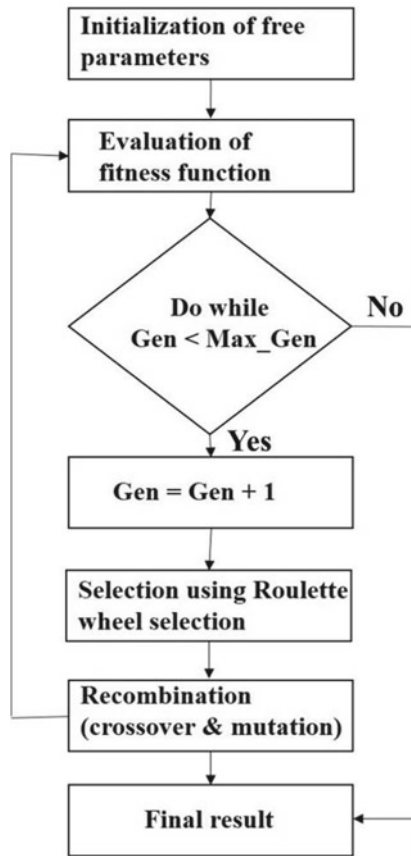 Initialization of free
parameters
Evaluation of
fitness function
Do while
Gen < Max_Gen
No
Yes
Gen = Gen + 1
Selection using Roulette
wheel selection
Recombination
(crossover & mutation)
Final result